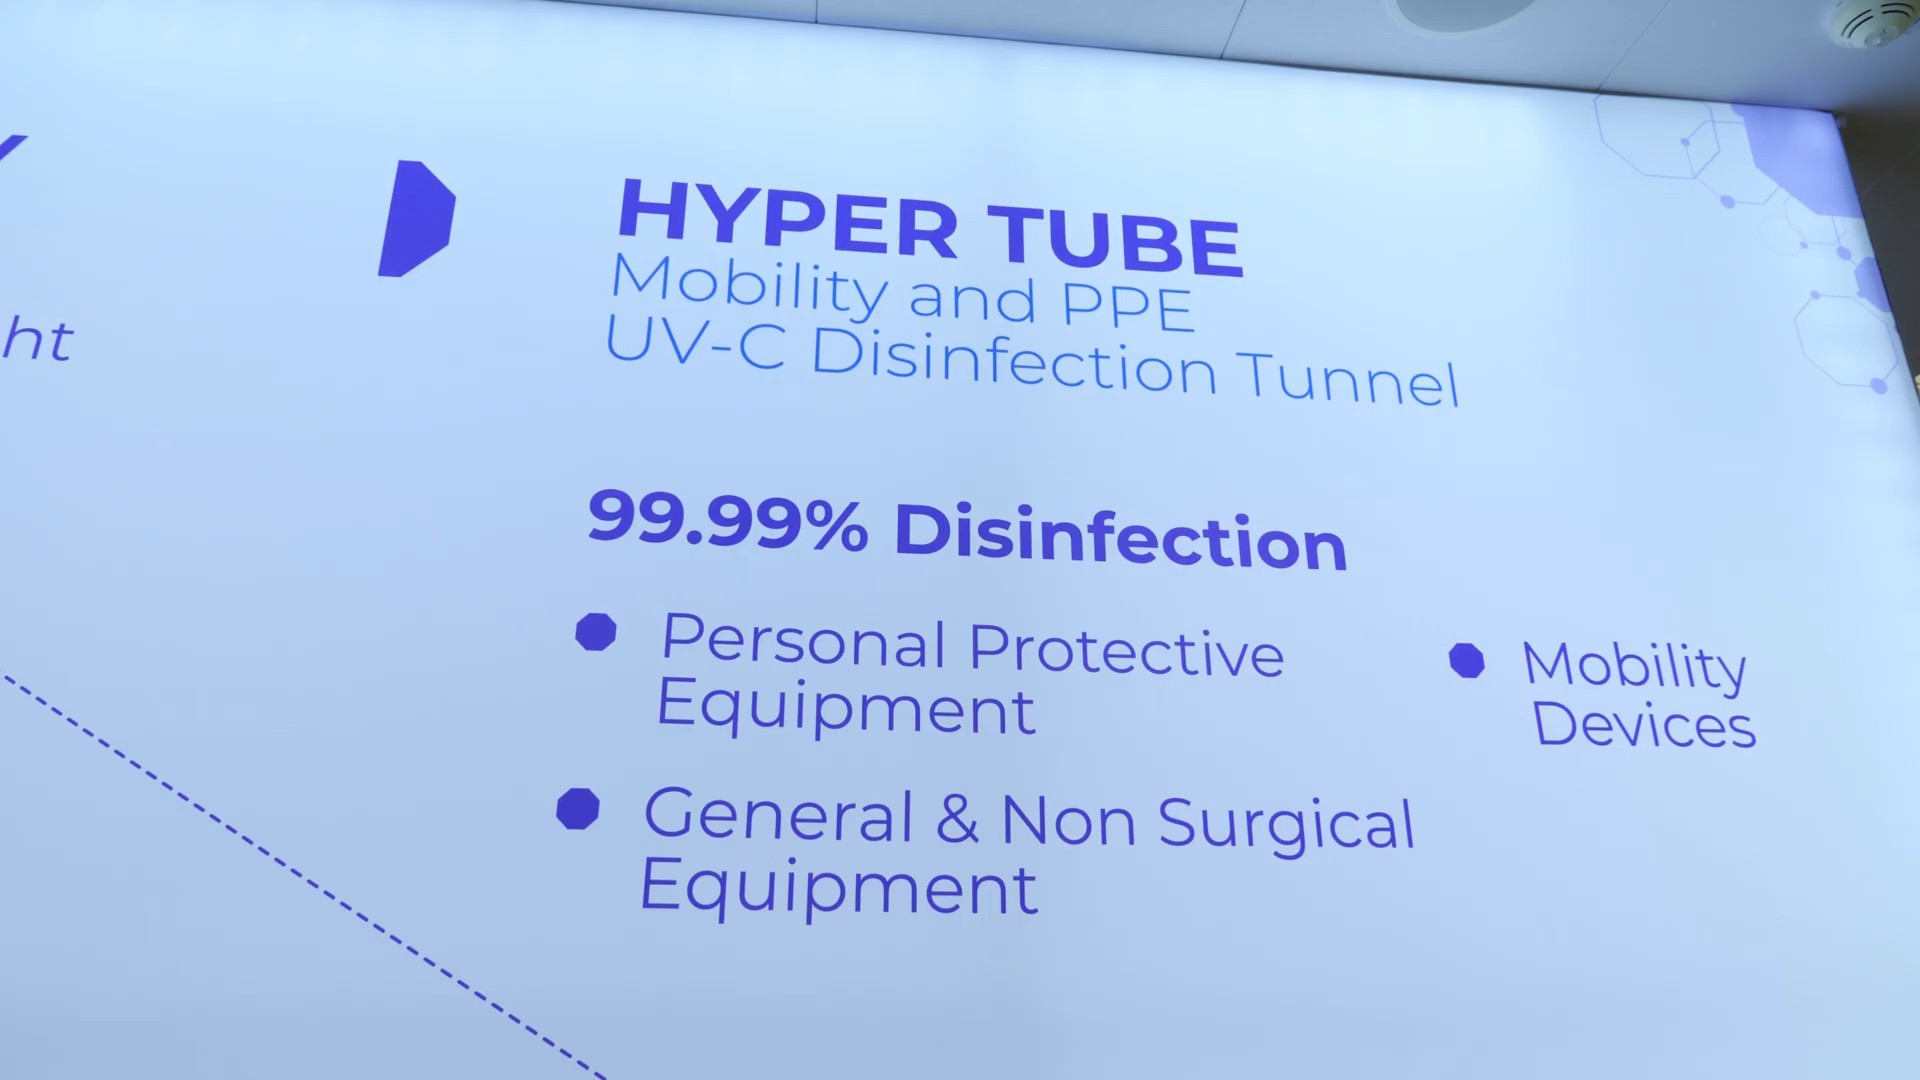 ht
HYPER TUBE
Mobility and PPE
UV-C Disinfection Tunnel
99.99% Disinfection
Personal Protective
Equipment
Mobility
Devices
General & Non Surgical
Equipment